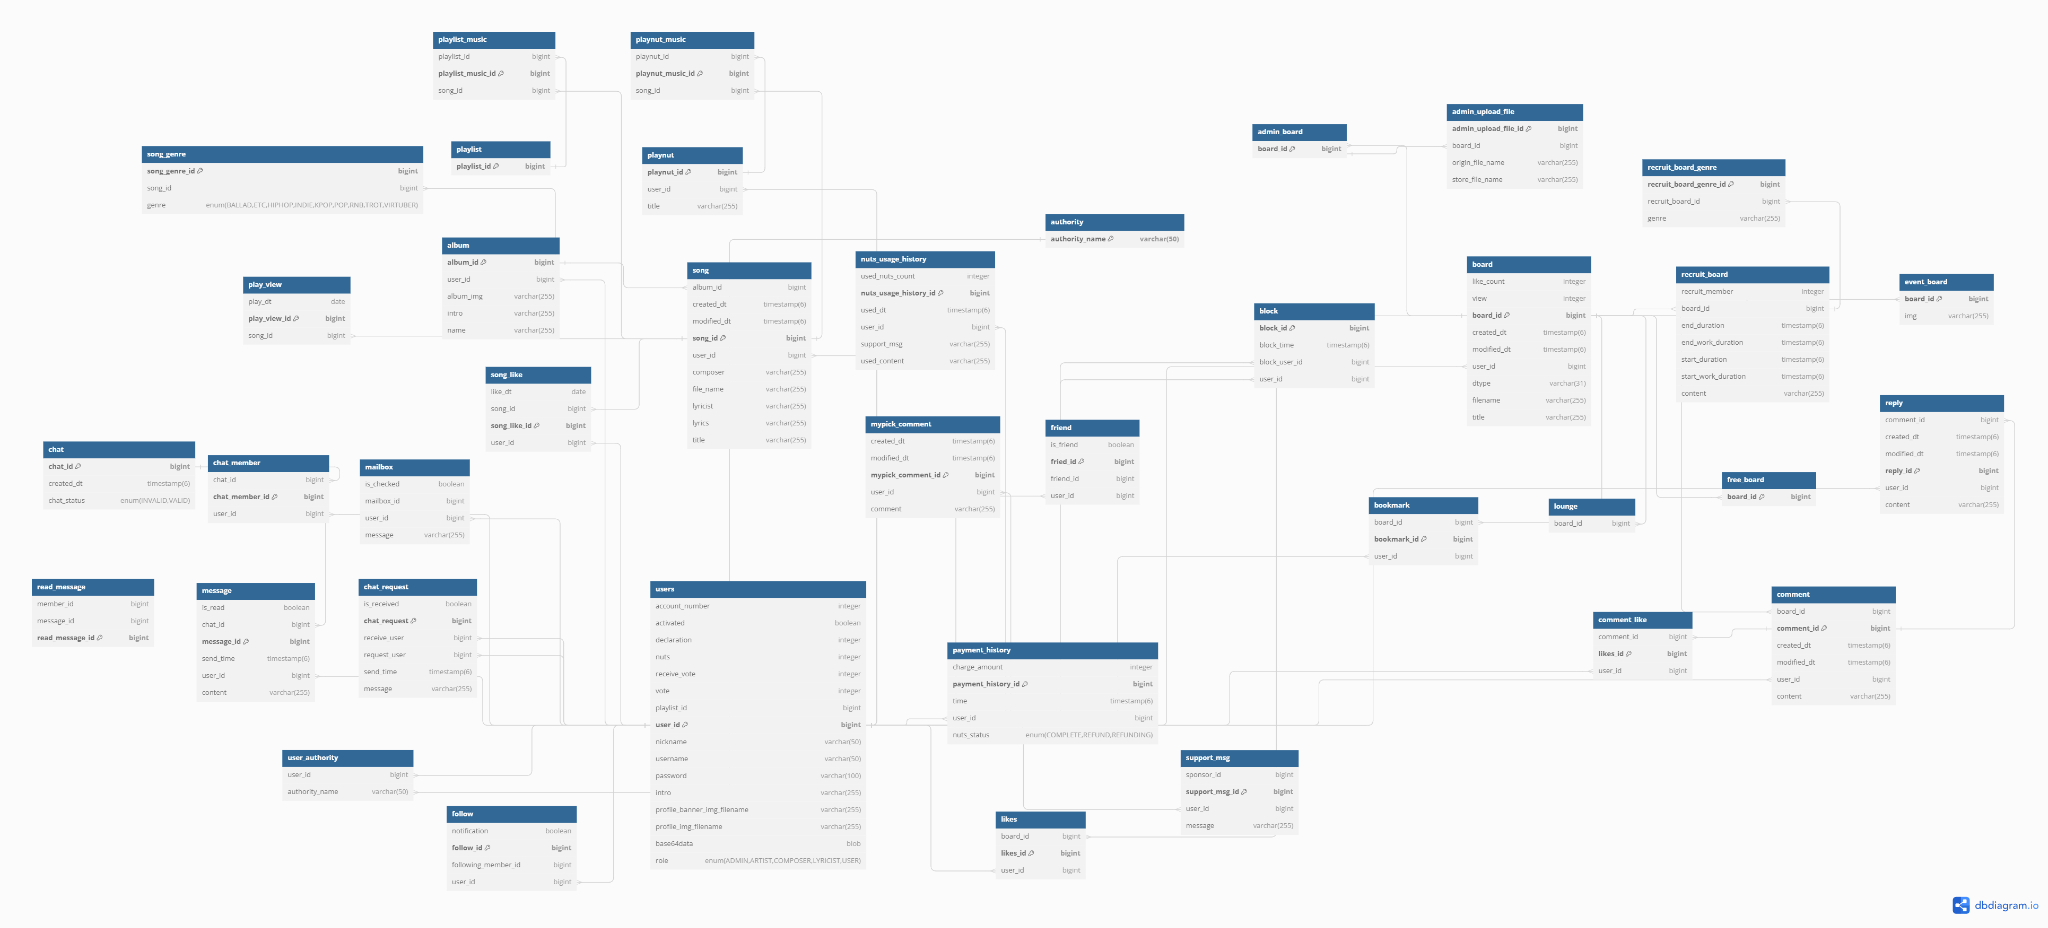 playlist_music
playlist_id bigint
playlist_music_id bigint
song_id bigint
playnut_music
playnut_id bigint
playnut_music_id bigint
song_id bigint
admin_upload_file
admin_upload_file_id bigint
board_id bigint
origin_file_name varchar(255)
store_file_name varchar(255)
admin_board
board_id bigint
playlist
playlist_id bigint
song_genre
song_genre_id bigint
song_id bigint
genre enum(BALLAD,ETC,HIPHOP,INDIE,KPOP,POP,RNB,TROT,VIRTUBER)
playnut
playnut_id bigint
user_id bigint
title varchar(255)
recruit_board_genre
recruit_board_genre_id bigint
recruit_board_id bigint
genre varchar(255)
authority
authority_name varchar(50)
album
album_id bigint
user_id bigint
album_img varchar(255)
intro varchar(255)
name varchar(255)
nuts_usage_history
used_nuts_count integer
nuts_usage_history_id bigint
used_dt timestamp(6)
user_id bigint
support_msg varchar(255)
used_content varchar(255)
board
like_count integer
view integer
board_id bigint
created_dt timestamp(6)
modified_dt timestamp(6)
user_id bigint
dtype varchar(31)
filename varchar(255)
title varchar(255)
song
album_id bigint
created_dt timestamp(6)
modified_dt timestamp(6)
song_id bigint
user_id bigint
composer varchar(255)
file_name varchar(255)
lyricist varchar(255)
lyrics varchar(255)
title varchar(255)
recruit_board
recruit_member integer
board_id bigint
end_duration timestamp(6)
end_work_duration timestamp(6)
start_duration timestamp(6)
start_work_duration timestamp(6)
content varchar(255)
event_board
board_id bigint
img varchar(255)
play_view
play_dt date
play_view_id bigint
song_id bigint
block
block_id bigint
block_time timestamp(6)
block_user_id bigint
user_id bigint
song_like
like_dt date
song_id bigint
song_like_id bigint
user_id bigint
reply
comment_id bigint
created_dt timestamp(6)
modified_dt timestamp(6)
reply_id bigint
user_id bigint
content varchar(255)
mypick_comment
created_dt timestamp(6)
modified_dt timestamp(6)
mypick_comment_id bigint
user_id bigint
comment varchar(255)
friend
is_friend boolean
fried_id bigint
friend_id bigint
user_id bigint
chat
chat_id bigint
created_dt timestamp(6)
chat_status enum(INVALID,VALID)
chat_member
chat_id bigint
chat_member_id bigint
user_id bigint
mailbox
is_checked boolean
mailbox_id bigint
user_id bigint
message varchar(255)
free_board
board_id bigint
bookmark
board_id bigint
bookmark_id bigint
user_id bigint
lounge
board_id bigint
read_message
member_id bigint
message_id bigint
read_message_id bigint
message
is_read boolean
chat_id bigint
message_id bigint
send_time timestamp(6)
user_id bigint
content varchar(255)
chat_request
is_received boolean
chat_request bigint
receive_user bigint
request_user bigint
send_time timestamp(6)
message varchar(255)
users
account_number integer
activated boolean
declaration integer
nuts integer
receive_vote integer
vote integer
playlist_id bigint
user_id bigint
nickname varchar(50)
username varchar(50)
password varchar(100)
intro varchar(255)
profile_banner_img_filename varchar(255)
profile_img_filename varchar(255)
base64data blob
role enum(ADMIN,ARTIST,COMPOSER,LYRICIST,USER)
comment
board_id bigint
comment_id bigint
created_dt timestamp(6)
modified_dt timestamp(6)
user_id bigint
content varchar(255)
comment_like
comment_id bigint
likes_id bigint
user_id bigint
payment_history
charge_amount integer
payment_history_id bigint
time timestamp(6)
user_id bigint
nuts_status enum(COMPLETE,REFUND,REFUNDING)
user_authority
user_id bigint
authority_name varchar(50)
support_msg
sponsor_id bigint
support_msg_id bigint
user_id bigint
message varchar(255)
follow
notification boolean
follow_id bigint
following_member_id bigint
user_id bigint
likes
board_id bigint
likes_id bigint
user_id bigint
dbdiagram.io